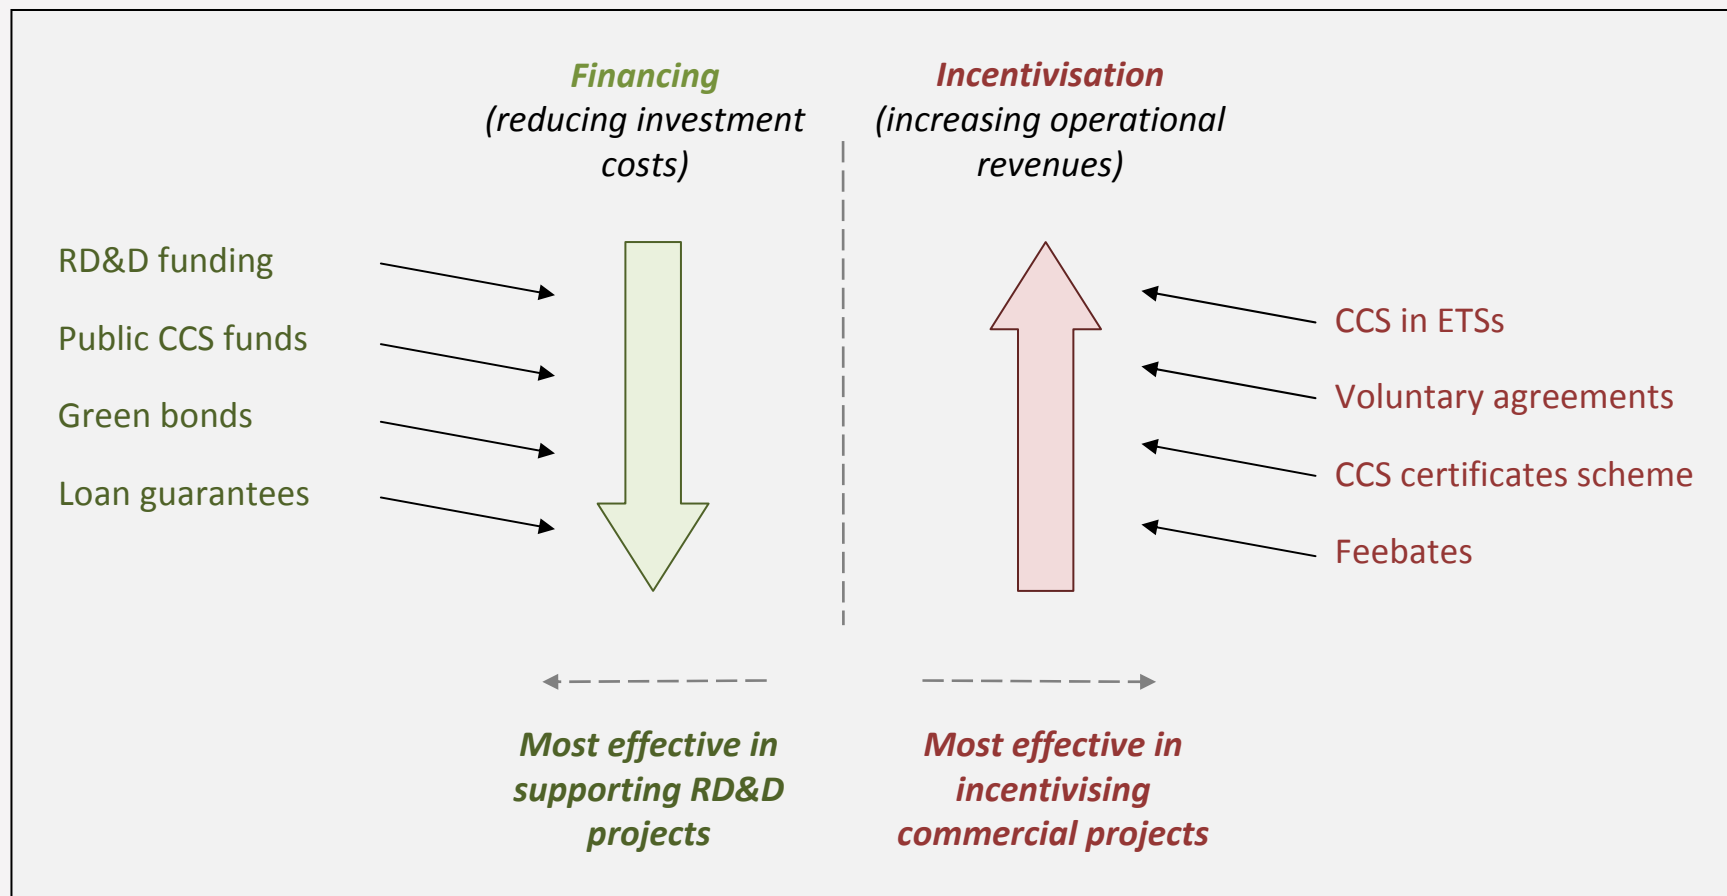 Financing
(reducing investment
costs)
Incentivisation
(increasing operational
revenues)
RD&D funding
Public CCS funds
Green bonds
Loan guarantees
CCS in ETSs
Voluntary agreements
CCS certificates scheme
Feebates
Most effective in
supporting RD&D
projects
Most effective in
incentivising
commercial projects